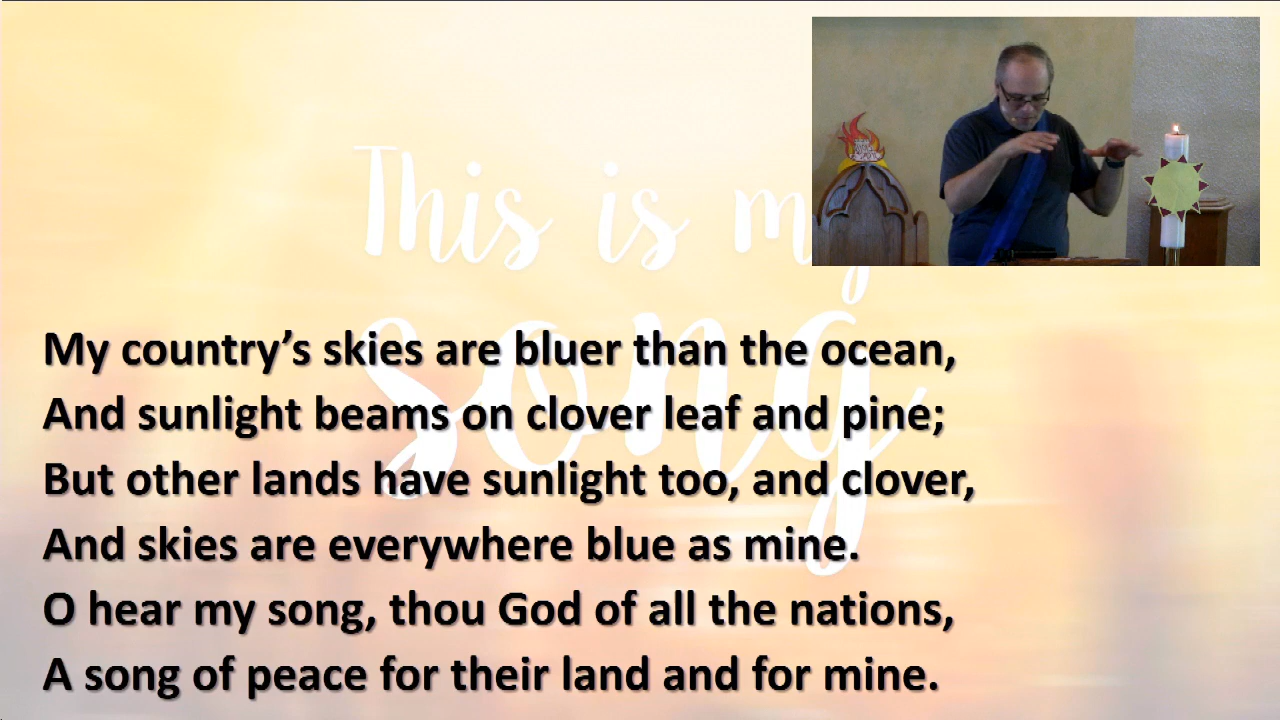 This is my
song
My country’s skies are bluer than the ocean,
And sunlight beams on clover leaf and pine;
But other lands have sunlight too, and clover,
And skies are everywhere blue as mine.
O hear my song, thou God of all the nations,
A song of peace for their land and for mine.